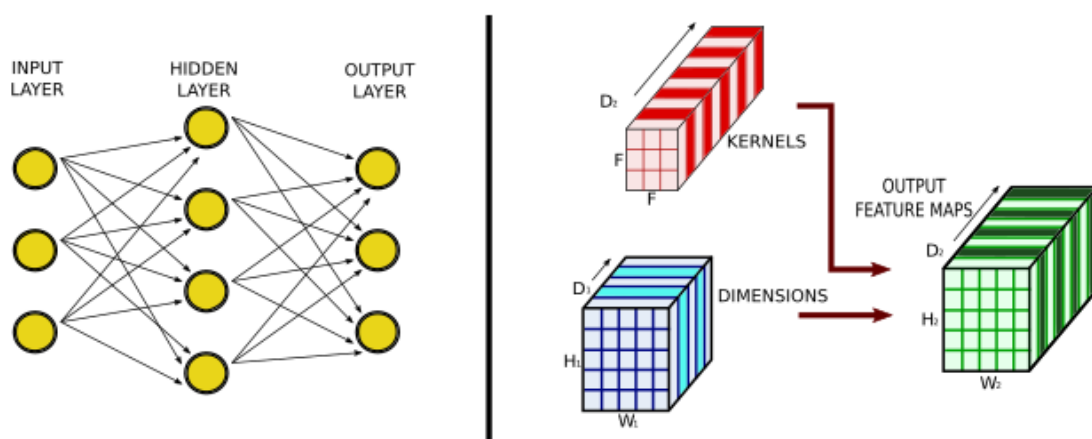 INPUT
LAYER
HIDDEN
LAYER
OUTPUT
LAYER
D₂
F
F
KERNELS
D₁
H₁
W₁
DIMENSIONS
OUTPUT
FEATURE MAPS
D₂
H₂
W₂